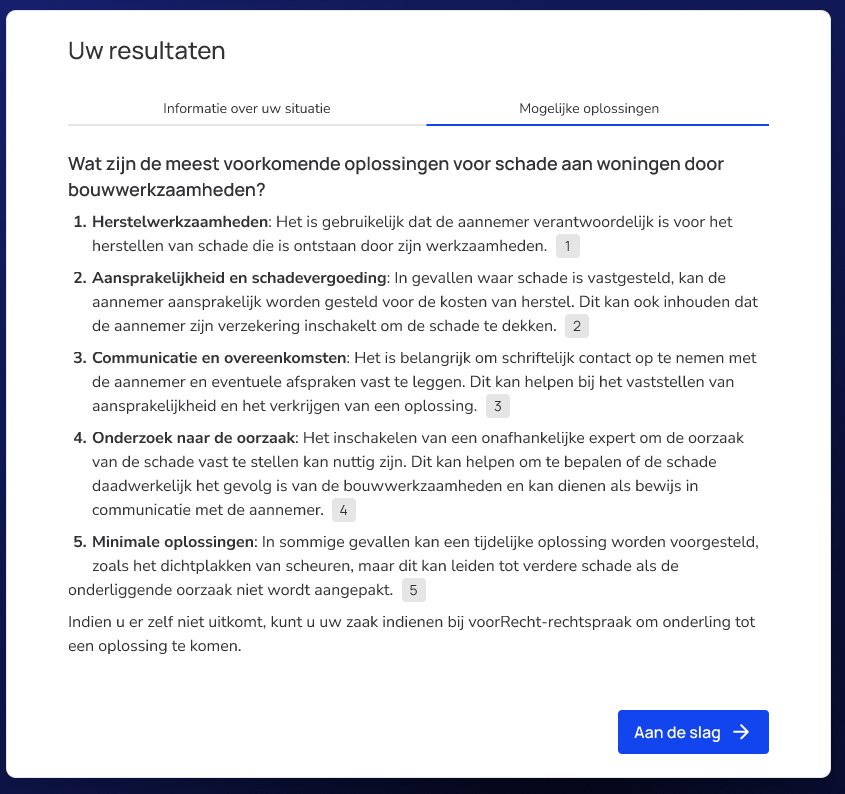 Uw resultaten
Informatie over uw situatie
Mogelijke oplossingen
Wat zijn de meest voorkomende oplossingen voor schade aan woningen door
bouwwerkzaamheden?
1. Herstelwerkzaamheden: Het is gebruikelijk dat de aannemer verantwoordelijk is voor het
herstellen van schade die is ontstaan door zijn werkzaamheden. 1
2. Aansprakelijkheid en schadevergoeding: In gevallen waar schade is vastgesteld, kan de
aannemer aansprakelijk worden gesteld voor de kosten van herstel. Dit kan ook inhouden dat
de aannemer zijn verzekering inschakelt om de schade te dekken. 2
3. Communicatie en overeenkomsten: Het is belangrijk om schriftelijk contact op te nemen met
de aannemer en eventuele afspraken vast te leggen. Dit kan helpen bij het vaststellen van
aansprakelijkheid en het verkrijgen van een oplossing. 3
4. Onderzoek naar de oorzaak: Het inschakelen van een onafhankelijke expert om de oorzaak
van de schade vast te stellen kan nuttig zijn. Dit kan helpen om te bepalen of de schade
daadwerkelijk het gevolg is van de bouwwerkzaamheden en kan dienen als bewijs in
communicatie met de aannemer. 4
5. Minimale oplossingen: In sommige gevallen kan een tijdelijke oplossing worden voorgesteld,
zoals het dichtplakken van scheuren, maar dit kan leiden tot verdere schade als de
onderliggende oorzaak niet wordt aangepakt. 5
Indien u er zelf niet uitkomt, kunt u uw zaak indienen bij voorRecht-rechtspraak om onderling tot
een oplossing te komen.
Aan de slag →